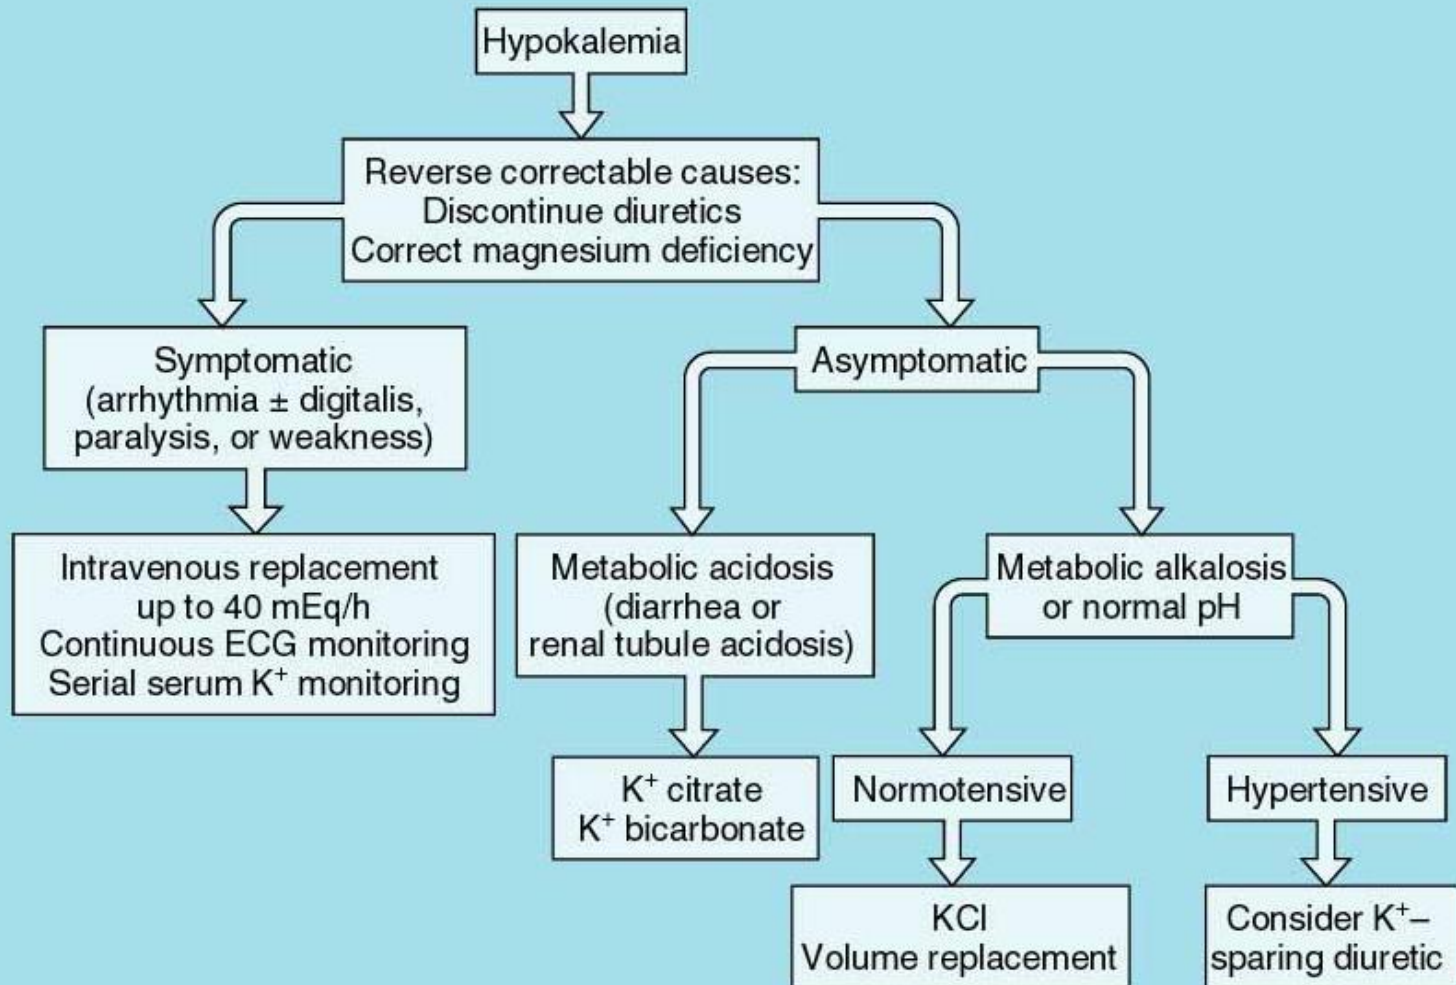 Hypokalemia
Reverse correctable causes:
Discontinue diuretics
Correct magnesium deficiency
Symptomatic
(arrhythmia ± digitalis,
paralysis, or weakness)
Asymptomatic
Intravenous replacement
up to 40 mEq/h
Continuous ECG monitoring
Serial serum K⁺ monitoring
Metabolic acidosis
(diarrhea or
renal tubule acidosis)
Metabolic alkalosis
or normal pH
K⁺ citrate
K⁺ bicarbonate
Normotensive
Hypertensive
KCl
Volume replacement
Consider K⁺–
sparing diuretic